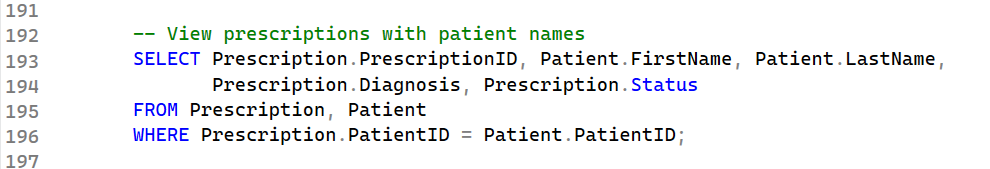 191
192 -- View prescriptions with patient names
193 SELECT Prescription.PrescriptionID, Patient.FirstName, Patient.LastName,
194 Prescription.Diagnosis, Prescription.Status
195 FROM Prescription, Patient
196 WHERE Prescription.PatientID = Patient.PatientID;
197